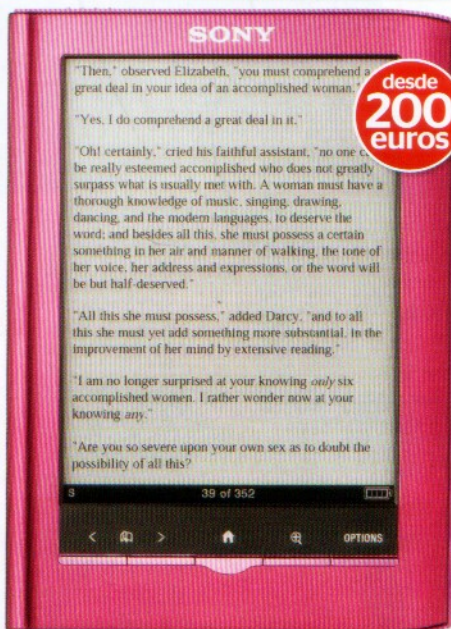 SONY
desde
200
euros
"Then," observed Elizabeth, "you must comprehend a
great deal in your idea of an accomplished woman."
"Yes, I do comprehend a great deal in it."
"Oh! certainly," cried his faithful assistant, "no one
be really esteemed accomplished who does not greatly
surpass what is usually met with. A woman must have a
thorough knowledge of music, singing, drawing,
dancing, and the modern languages, to deserve the
word; and besides all this, she must possess a certain
something in her air and manner of walking, the tone of
her voice, her address and expressions, or the word will
be but half-deserved."
"All this she must possess," added Darcy, "and to all
this she must yet add something more substantial, in the
improvement of her mind by extensive reading."
"I am no longer surprised at your knowing only six
accomplished women. I rather wonder now at your
knowing any."
"Are you so severe upon your own sex as to doubt the
possibility of all this?
S 39 of 352
OPTIONS